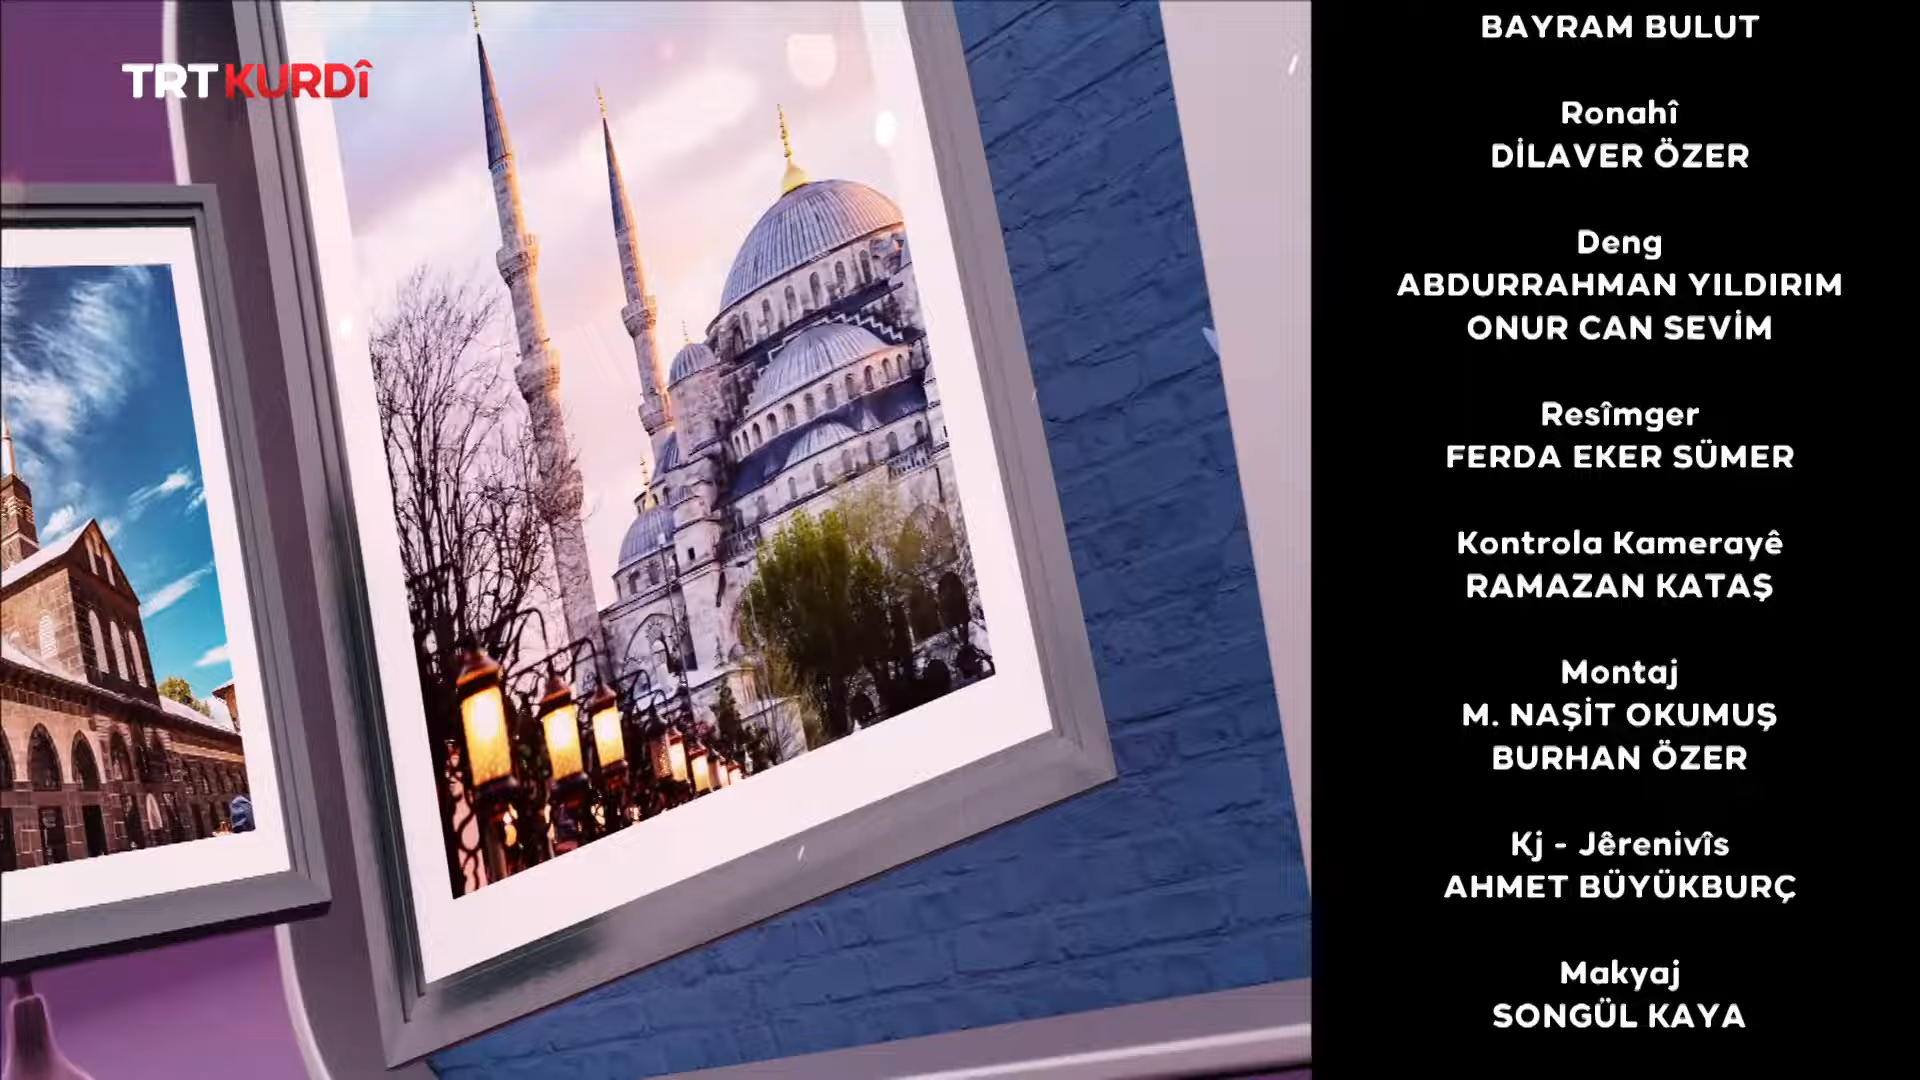 TRT KURDÎ
BAYRAM BULUT
Ronahî
DİLAVER ÖZER
Deng
ABDURRAHMAN YILDIRIM
ONUR CAN SEVİM
Resîmger
FERDA EKER SÜMER
Kontrola Kamerayê
RAMAZAN KATAŞ
Montaj
M. NAŞİT OKUMUŞ
BURHAN ÖZER
Kj - Jêrenivîs
AHMET BÜYÜKBURÇ
Makyaj
SONGÜL KAYA